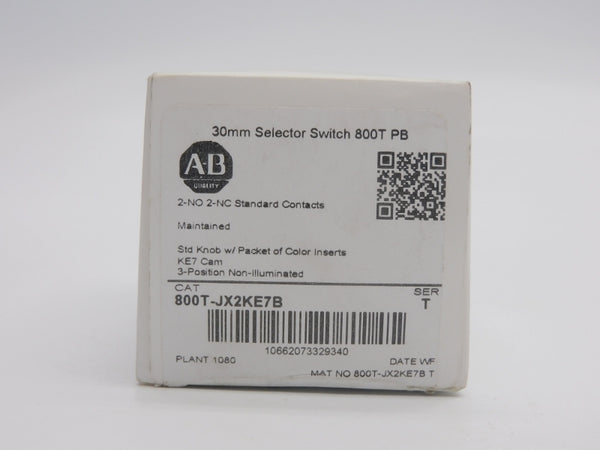 30mm Selector Switch 800T PB
AB
QUALITY
2-NO 2-NC Standard Contacts
Maintained
Std Knob w/ Packet of Color Inserts
KE7 Cam
3-Position Non-Illuminated
CAT
SER
800T-JX2KE7B
T
10662073329340
PLANT 1080
DATE WF
MAT NO 800T-JX2KE7B T